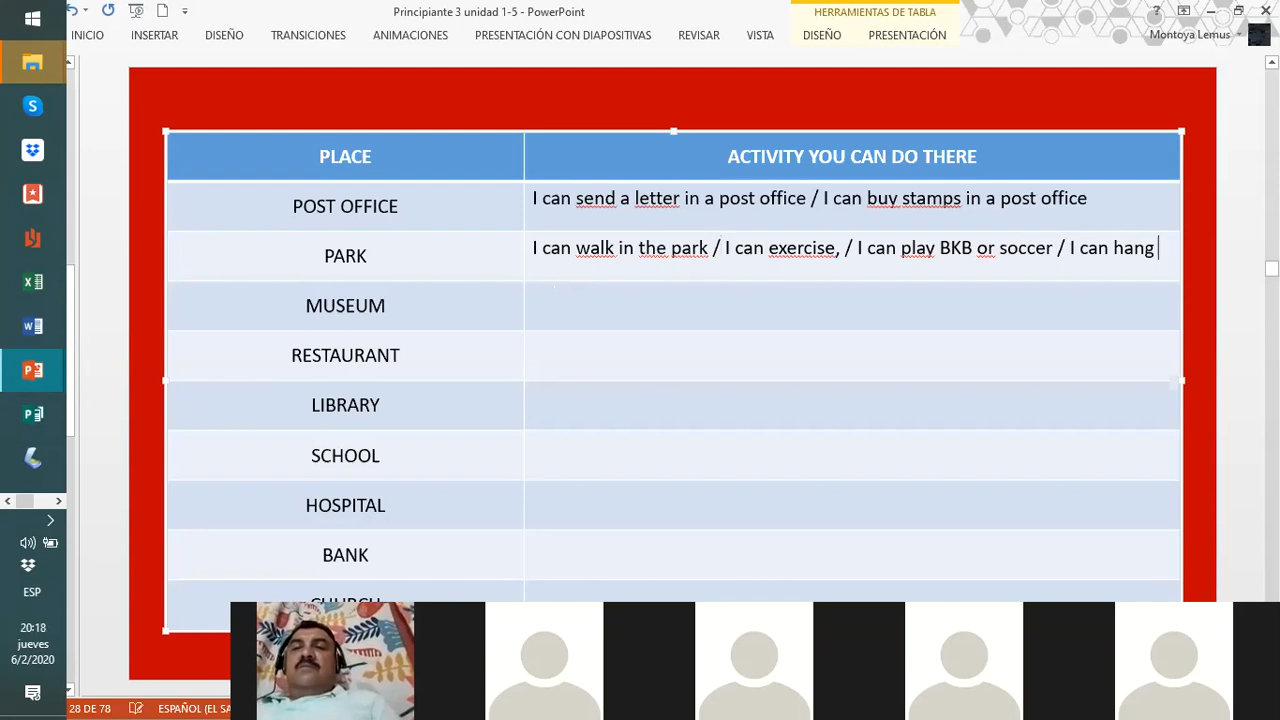 Principiante 3 unidad 1-5 - PowerPoint
HERRAMIENTAS DE TABLA
?
INICIO INSERTAR DISEÑO TRANSICIONES ANIMACIONES PRESENTACIÓN CON DIAPOSITIVAS REVISAR VISTA DISEÑO PRESENTACIÓN
Montoya Lemus
PLACE ACTIVITY YOU CAN DO THERE
POST OFFICE I can send a letter in a post office / I can buy stamps in a post office
PARK I can walk in the park / I can exercise, / I can play BKB or soccer / I can hang
MUSEUM
RESTAURANT
LIBRARY
SCHOOL
HOSPITAL
BANK
CHURCH
ESP
20:18
jueves
6/2/2020
28 DE 78 ESPAÑOL (EL SA